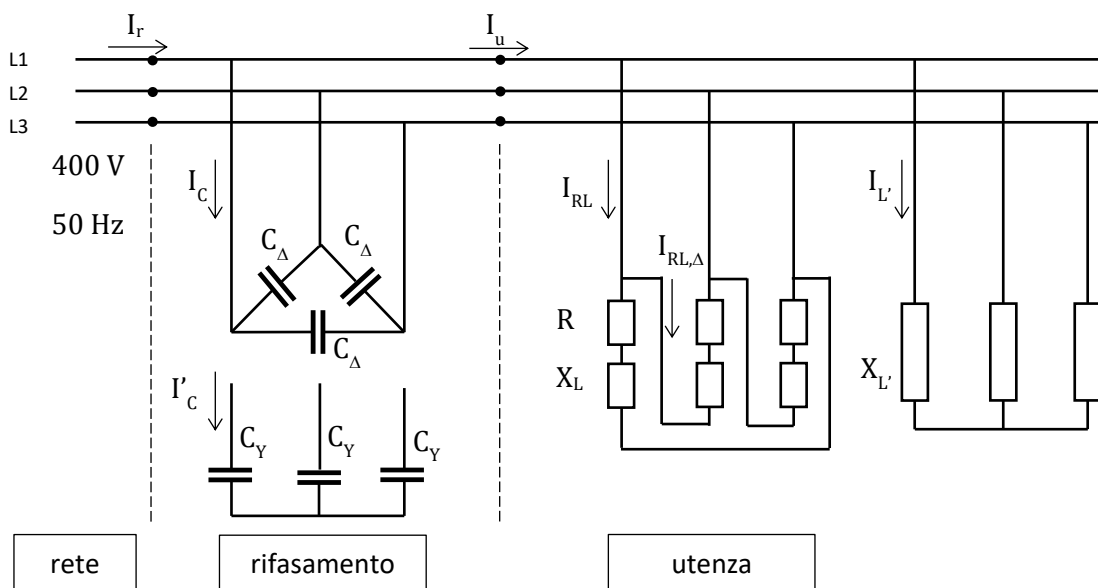 I_r
I_u
L1
L2
L3
400 V
50 Hz
I_C
I_RL
I_L'
C_Δ
C_Δ
I_RL,Δ
R
C_Δ
X_L
X_L'
I'_C
C_Y
C_Y
C_Y
rete
rifasamento
utenza